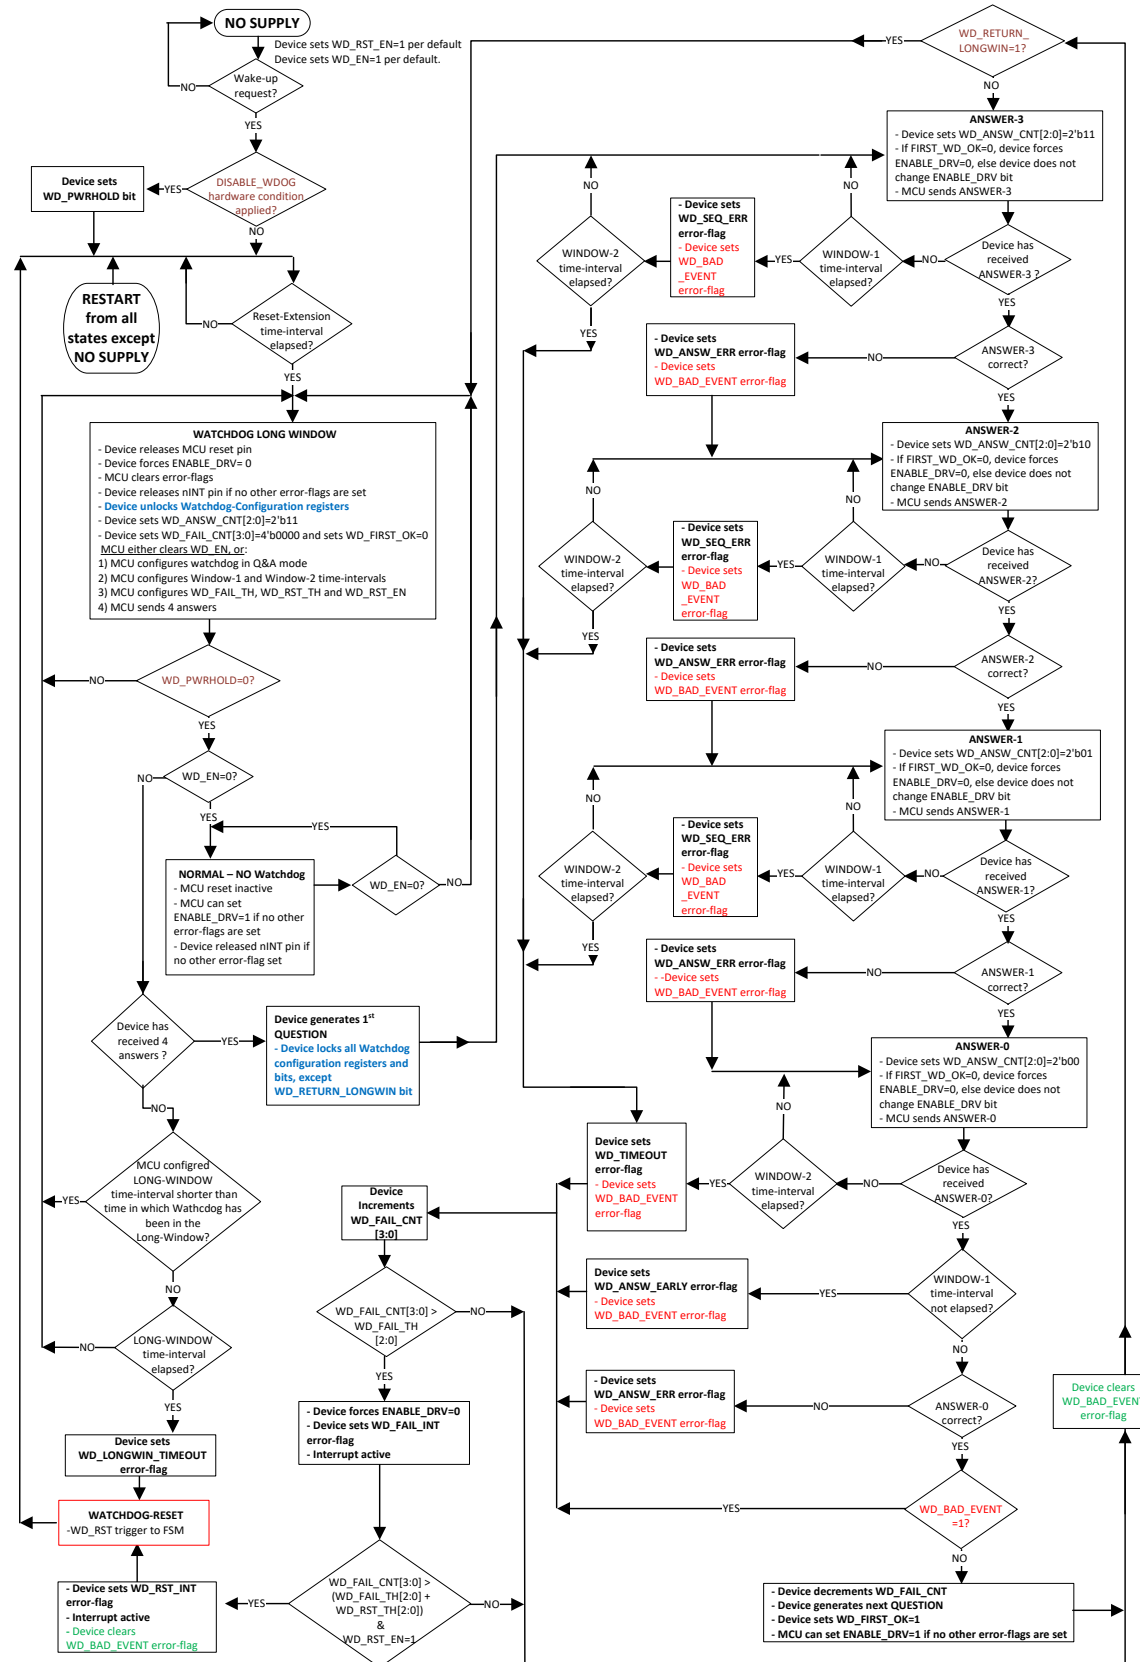 NO SUPPLY
Device sets WD_RST_EN=1 per default
Device sets WD_EN=1 per default.
Wake-up
request?
NO
YES
DISABLE_WDOG
hardware condition
applied?
YES
Device sets
WD_PWRHOLD bit
NO
RESTART
from all
states except
NO SUPPLY
Reset-Extension
time-interval
elapsed?
NO
YES
WATCHDOG LONG WINDOW
- Device releases MCU reset pin
- Device forces ENABLE_DRV= 0
- MCU clears error-flags
- Device releases nINT pin if no other error-flags are set
- Device unlocks Watchdog-Configuration registers
- Device sets WD_ANSW_CNT[2:0]=2'b11
- Device sets WD_FAIL_CNT[3:0]=4'b0000 and sets WD_FIRST_OK=0
MCU either clears WD_EN, or:
1) MCU configures watchdog in Q&A mode
2) MCU configures Window-1 and Window-2 time-intervals
3) MCU configures WD_FAIL_TH, WD_RST_TH and WD_RST_EN
4) MCU sends 4 answers
WD_PWRHOLD=0?
NO
YES
WD_EN=0?
NO
YES
YES
NORMAL – NO Watchdog
- MCU reset inactive
- MCU can set
ENABLE_DRV=1 if no other
error-flags are set
- Device released nINT pin if
no other error-flag set
WD_EN=0?
NO
Device has
received 4
answers ?
YES
Device generates 1st
QUESTION
- Device locks all Watchdog
configuration registers and
bits, except
WD_RETURN_LONGWIN bit
NO
MCU configred
LONG-WINDOW
time-interval shorter than
time in which Wathcdog has
been in the
Long-Window?
YES
NO
LONG-WINDOW
time-interval
elapsed?
NO
YES
Device sets
WD_LONGWIN_TIMEOUT
error-flag
WATCHDOG-RESET
-WD_RST trigger to FSM
- Device sets WD_RST_INT
error-flag
- Interrupt active
- Device clears
WD_BAD_EVENT error-flag
Device
Increments
WD_FAIL_CNT
[3:0]
WD_FAIL_CNT[3:0] >
WD_FAIL_TH
[2:0]
NO
YES
- Device forces ENABLE_DRV=0
- Device sets WD_FAIL_INT
error-flag
- Interrupt active
WD_FAIL_CNT[3:0] >
(WD_FAIL_TH[2:0] +
WD_RST_TH[2:0])
&
WD_RST_EN=1
YES
NO
WD_RETURN_
LONGWIN=1?
YES
NO
ANSWER-3
- Device sets WD_ANSW_CNT[2:0]=2'b11
- If FIRST_WD_OK=0, device forces
ENABLE_DRV=0, else device does not
change ENABLE_DRV bit
- MCU sends ANSWER-3
Device has
received
ANSWER-3 ?
NO
YES
WINDOW-1
time-interval
elapsed?
NO
YES
- Device sets
WD_SEQ_ERR
error-flag
- Device sets
WD_BAD
_EVENT
error-flag
WINDOW-2
time-interval
elapsed?
NO
YES
ANSWER-3
correct?
NO
YES
- Device sets
WD_ANSW_ERR error-flag
- Device sets
WD_BAD_EVENT error-flag
ANSWER-2
- Device sets WD_ANSW_CNT[2:0]=2'b10
- If FIRST_WD_OK=0, device forces
ENABLE_DRV=0, else device does not
change ENABLE_DRV bit
- MCU sends ANSWER-2
Device has
received
ANSWER-2?
NO
YES
WINDOW-1
time-interval
elapsed?
NO
YES
- Device sets
WD_SEQ_ERR
error-flag
- Device sets
WD_BAD
_EVENT
error-flag
WINDOW-2
time-interval
elapsed?
NO
YES
ANSWER-2
correct?
NO
YES
- Device sets
WD_ANSW_ERR error-flag
- Device sets
WD_BAD_EVENT error-flag
ANSWER-1
- Device sets WD_ANSW_CNT[2:0]=2'b01
- If FIRST_WD_OK=0, device forces
ENABLE_DRV=0, else device does not
change ENABLE_DRV bit
- MCU sends ANSWER-1
Device has
received
ANSWER-1?
NO
YES
WINDOW-1
time-interval
elapsed?
NO
YES
- Device sets
WD_SEQ_ERR
error-flag
- Device sets
WD_BAD
_EVENT
error-flag
WINDOW-2
time-interval
elapsed?
NO
YES
ANSWER-1
correct?
NO
YES
- Device sets
WD_ANSW_ERR error-flag
- -Device sets
WD_BAD_EVENT error-flag
ANSWER-0
- Device sets WD_ANSW_CNT[2:0]=2'b00
- If FIRST_WD_OK=0, device forces
ENABLE_DRV=0, else device does not
change ENABLE_DRV bit
- MCU sends ANSWER-0
Device has
received
ANSWER-0?
NO
YES
WINDOW-2
time-interval
elapsed?
NO
YES
Device sets
WD_TIMEOUT
error-flag
- Device sets
WD_BAD_EVENT
error-flag
WINDOW-1
time-interval
not elapsed?
YES
NO
Device sets
WD_ANSW_EARLY error-flag
- Device sets
WD_BAD_EVENT error-flag
ANSWER-0
correct?
NO
YES
- Device sets
WD_ANSW_ERR error-flag
- Device sets
WD_BAD_EVENT error-flag
WD_BAD_EVENT
=1?
YES
NO
- Device decrements WD_FAIL_CNT
- Device generates next QUESTION
- Device sets WD_FIRST_OK=1
- MCU can set ENABLE_DRV=1 if no other error-flags are set
Device clears
WD_BAD_EVENT
error-flag